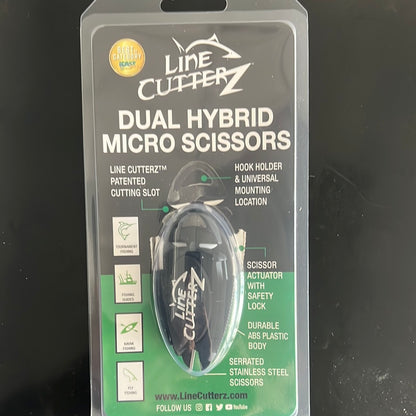 BEST
CATEGORY
ICAST
LINE
CUTTERZ
DUAL HYBRID
MICRO SCISSORS
LINE CUTTERZ™
PATENTED
CUTTING SLOT
HOOK HOLDER
& UNIVERSAL
MOUNTING
LOCATION
TOURNAMENT
FISHING
FISHING
GUIDES
KAYAK
FISHING
FLY
FISHING
SCISSOR
ACTUATOR
WITH
SAFETY
LOCK
LINE
CUTTERZ
DURABLE
ABS PLASTIC
BODY
SERRATED
STAINLESS STEEL
SCISSORS
www.LineCutterz.com
FOLLOW US
YouTube